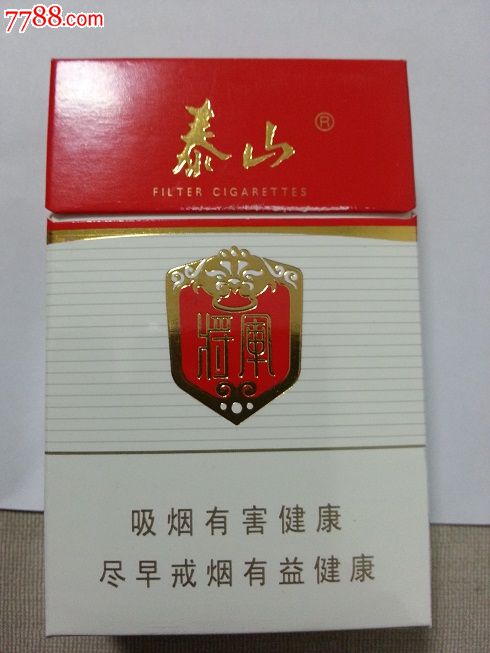 7788.com
泰山®
FILTER CIGARETTES
将军
吸烟有害健康
尽早戒烟有益健康